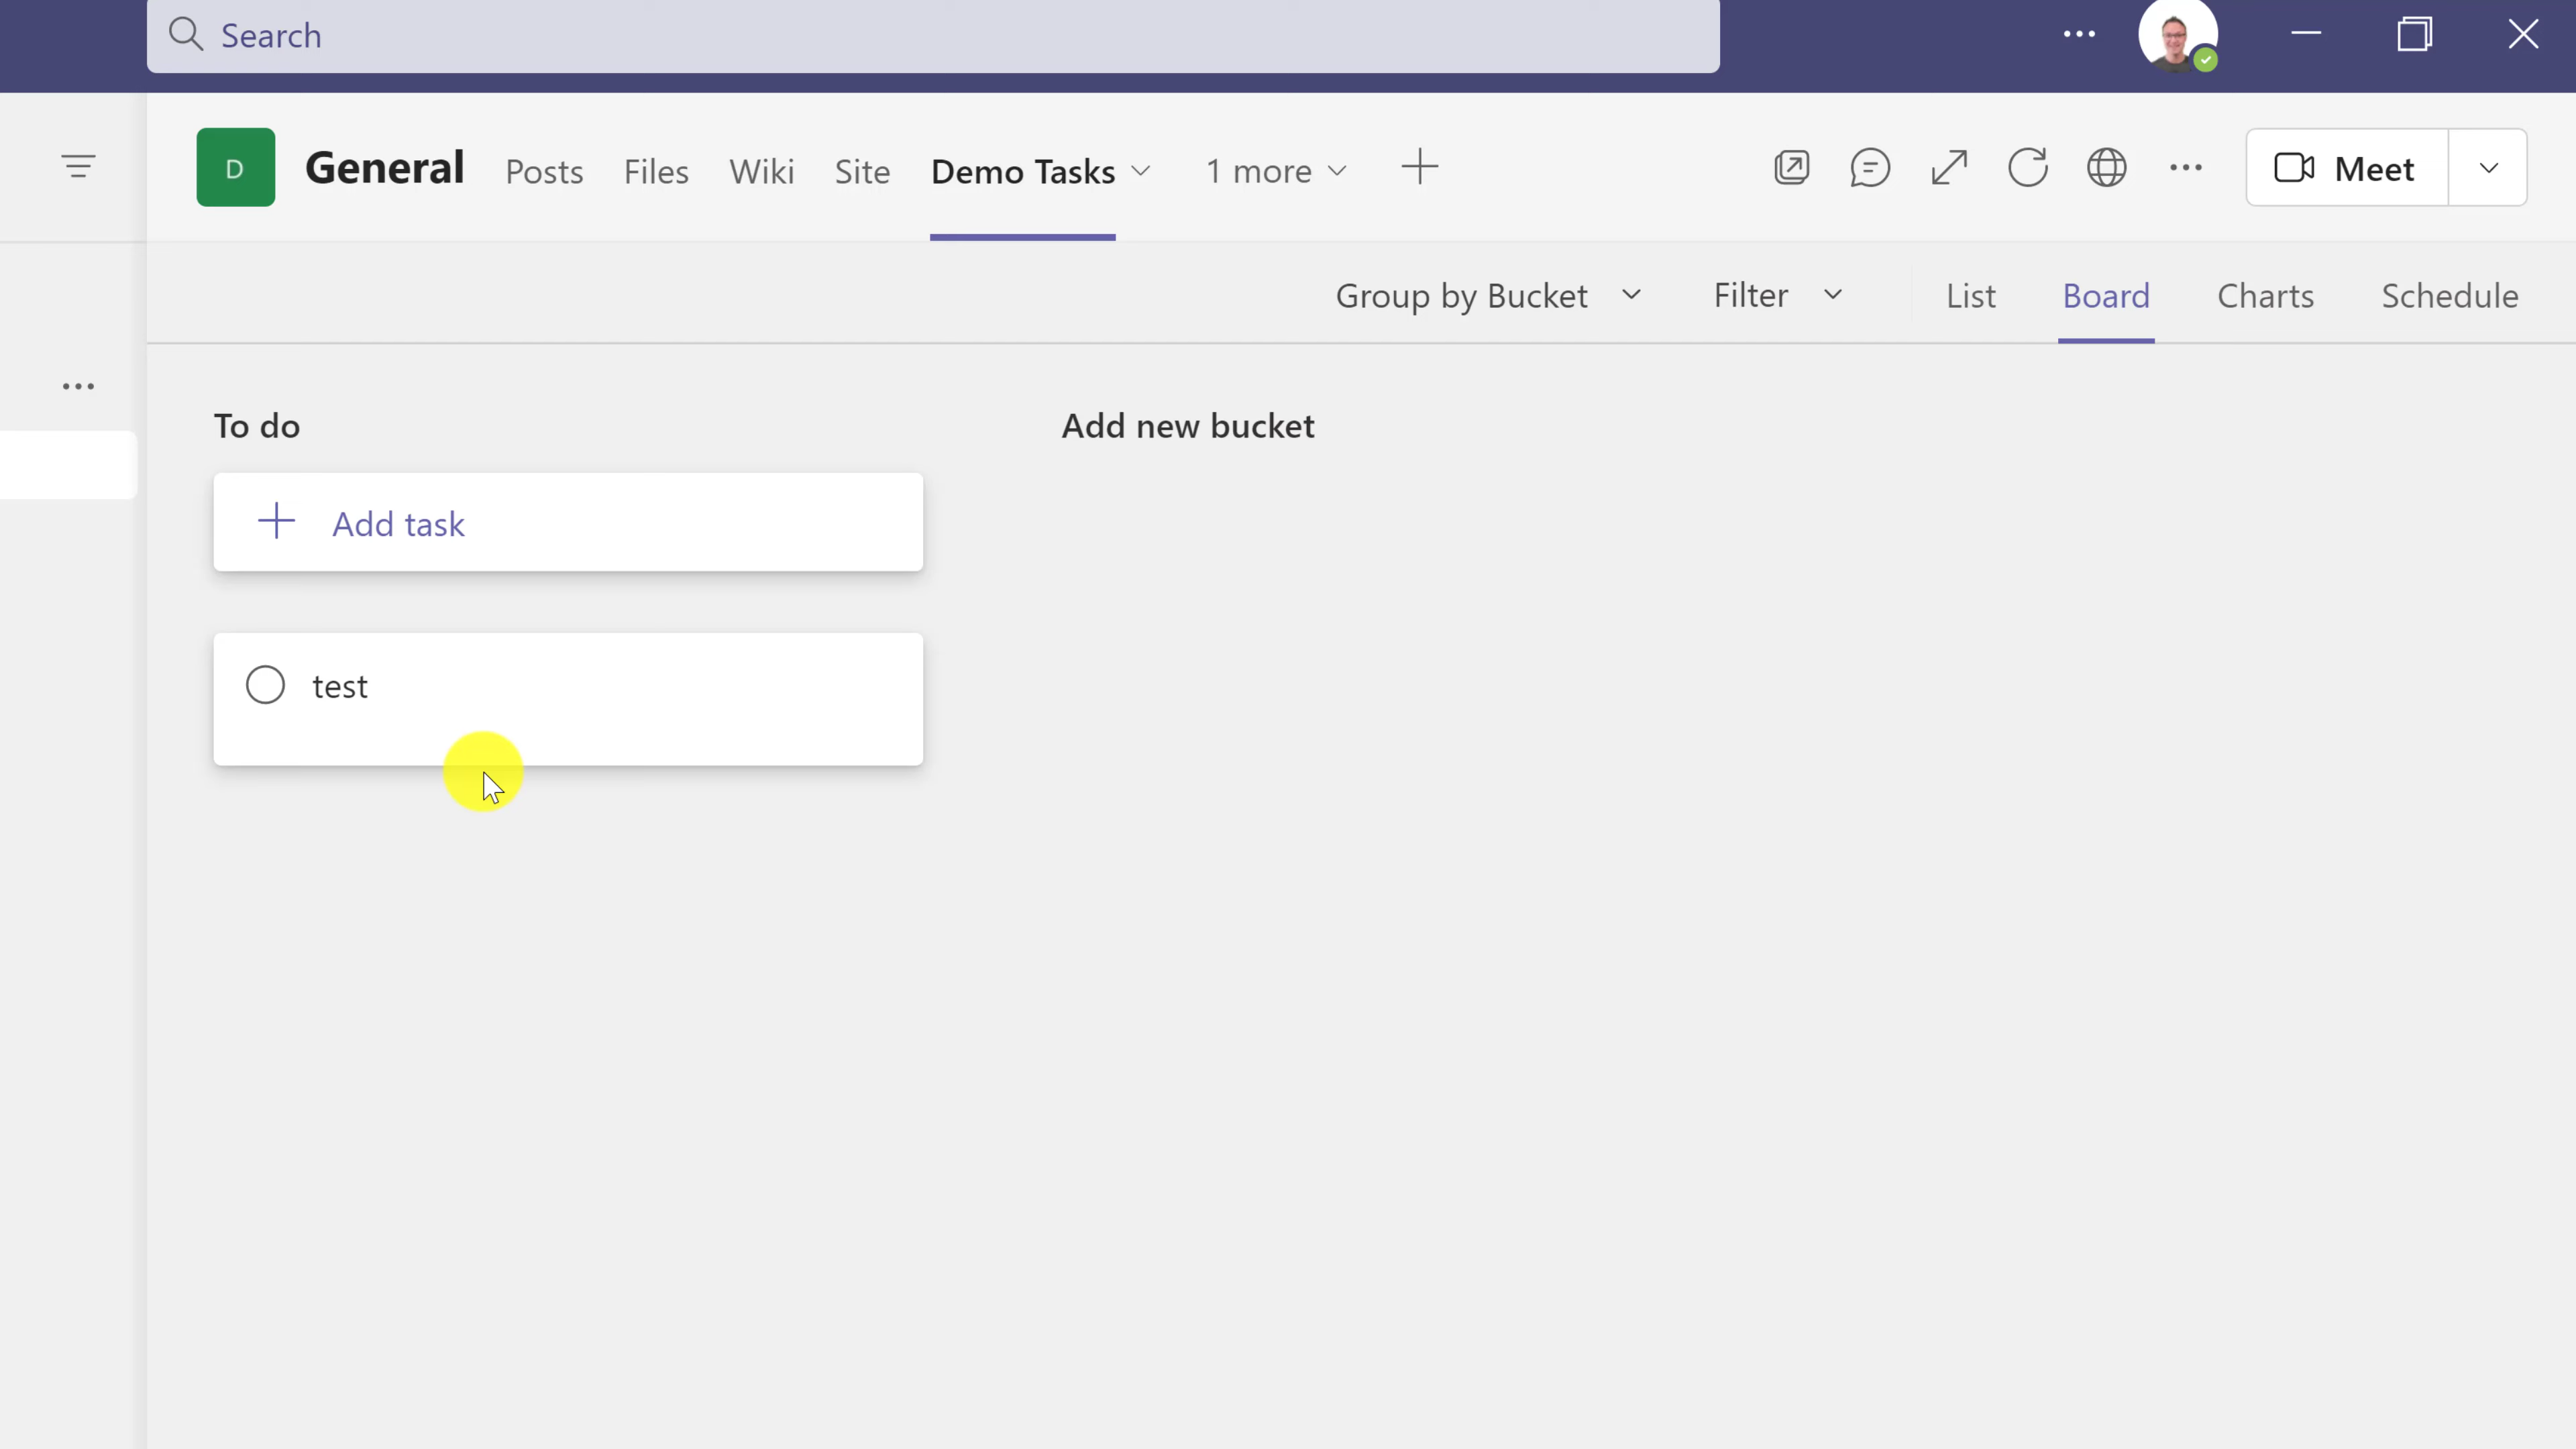 Search
D General Posts Files Wiki Site Demo Tasks 1 more Meet
Group by Bucket Filter List Board Charts Schedule
To do Add new bucket
Add task
test